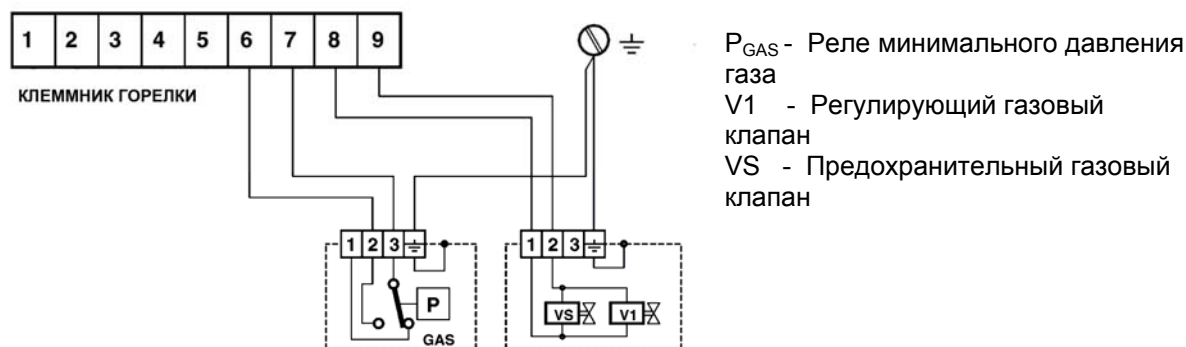 1 2 3 4 5 6 7 8 9
КЛЕММНИК ГОРЕЛКИ
P_GAS - Реле минимального давления
газа
V1 - Регулирующий газовый
клапан
VS - Предохранительный газовый
клапан
1 2 3
P
GAS
1 2 3
VS V1